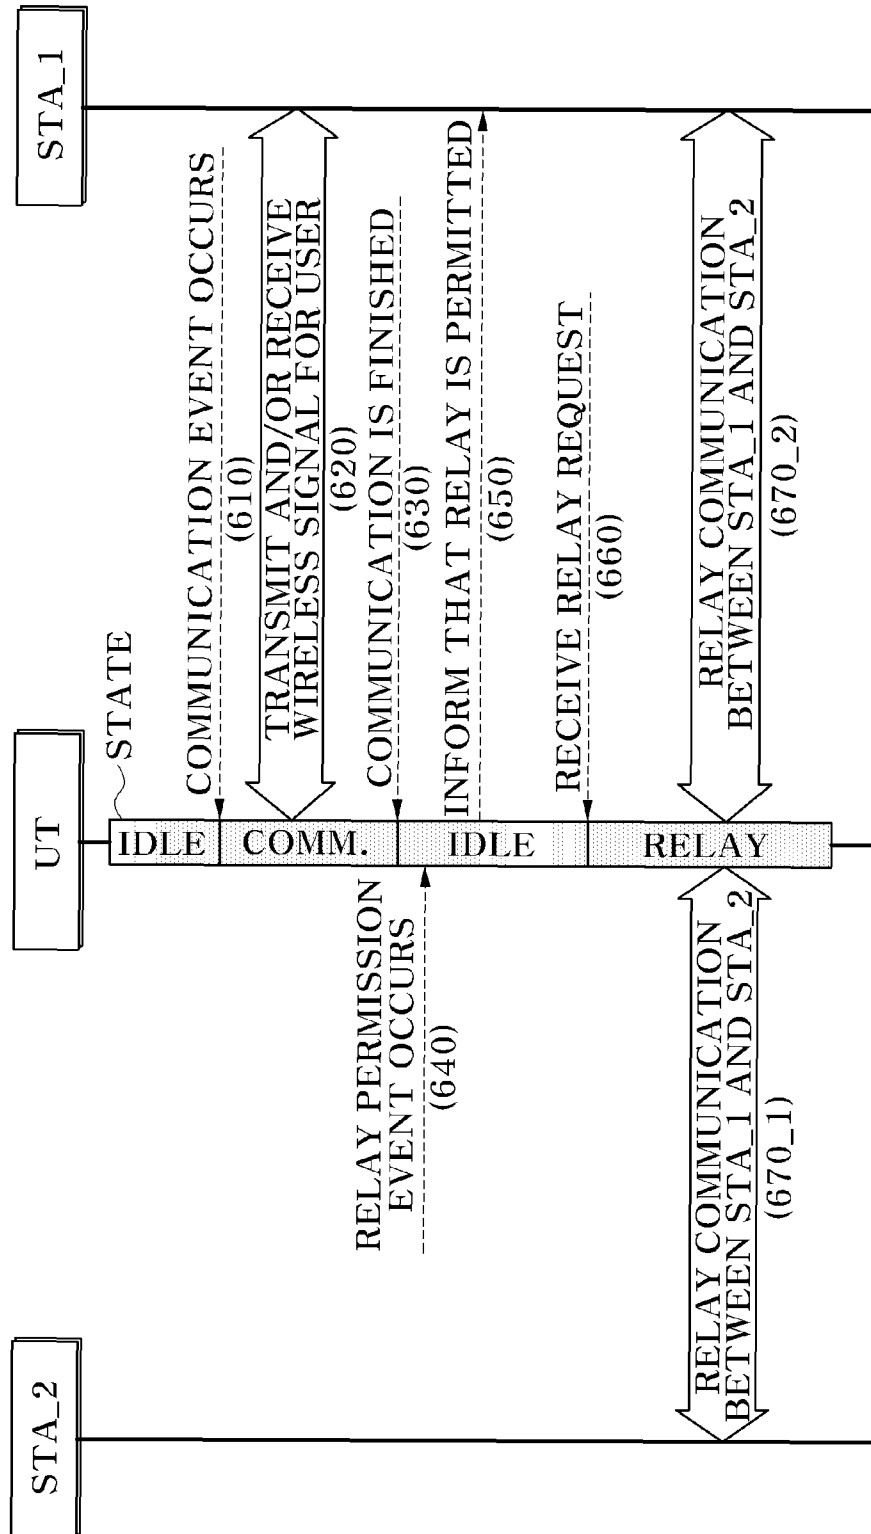 STA_2
UT
STA_1
STATE
IDLE
COMM.
IDLE
RELAY
COMMUNICATION EVENT OCCURS
(610)
TRANSMIT AND/OR RECEIVE
WIRELESS SIGNAL FOR USER
(620)
COMMUNICATION IS FINISHED
(630)
RELAY PERMISSION
EVENT OCCURS
(640)
INFORM THAT RELAY IS PERMITTED
(650)
RECEIVE RELAY REQUEST
(660)
RELAY COMMUNICATION
BETWEEN STA_1 AND STA_2
(670_1)
RELAY COMMUNICATION
BETWEEN STA_1 AND STA_2
(670_2)